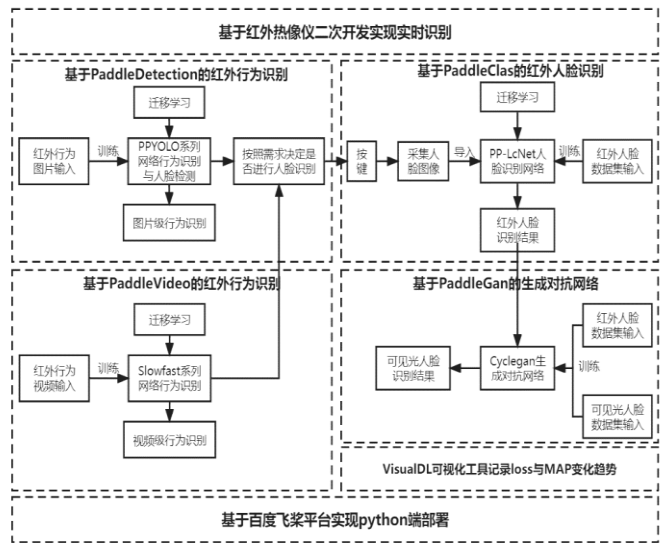 基于红外热像仪二次开发实现实时识别
基于PaddleDetection的红外行为识别
迁移学习
红外行为
图片输入
训练
PPYOLO系列
网络行为识别
与人脸检测
按照需求决定是
否进行人脸识别
图片级行为识别
基于PaddleClas的红外人脸识别
迁移学习
按
键
采集人
脸图像
导入
PP-LcNet人
脸识别网络
训练
红外人脸
数据集输入
红外人脸
识别结果
基于PaddleVideo的红外行为识别
迁移学习
红外行为
视频输入
训练
Slowfast系列
网络行为识别
视频级行为识别
基于PaddleGan的生成对抗网络
红外人脸
数据集输入
可见光人脸
识别结果
Cyclegan生
成对抗网络
训练
可见光人脸
数据集输入
VisualDL可视化工具记录loss与MAP变化趋势
基于百度飞桨平台实现python端部署